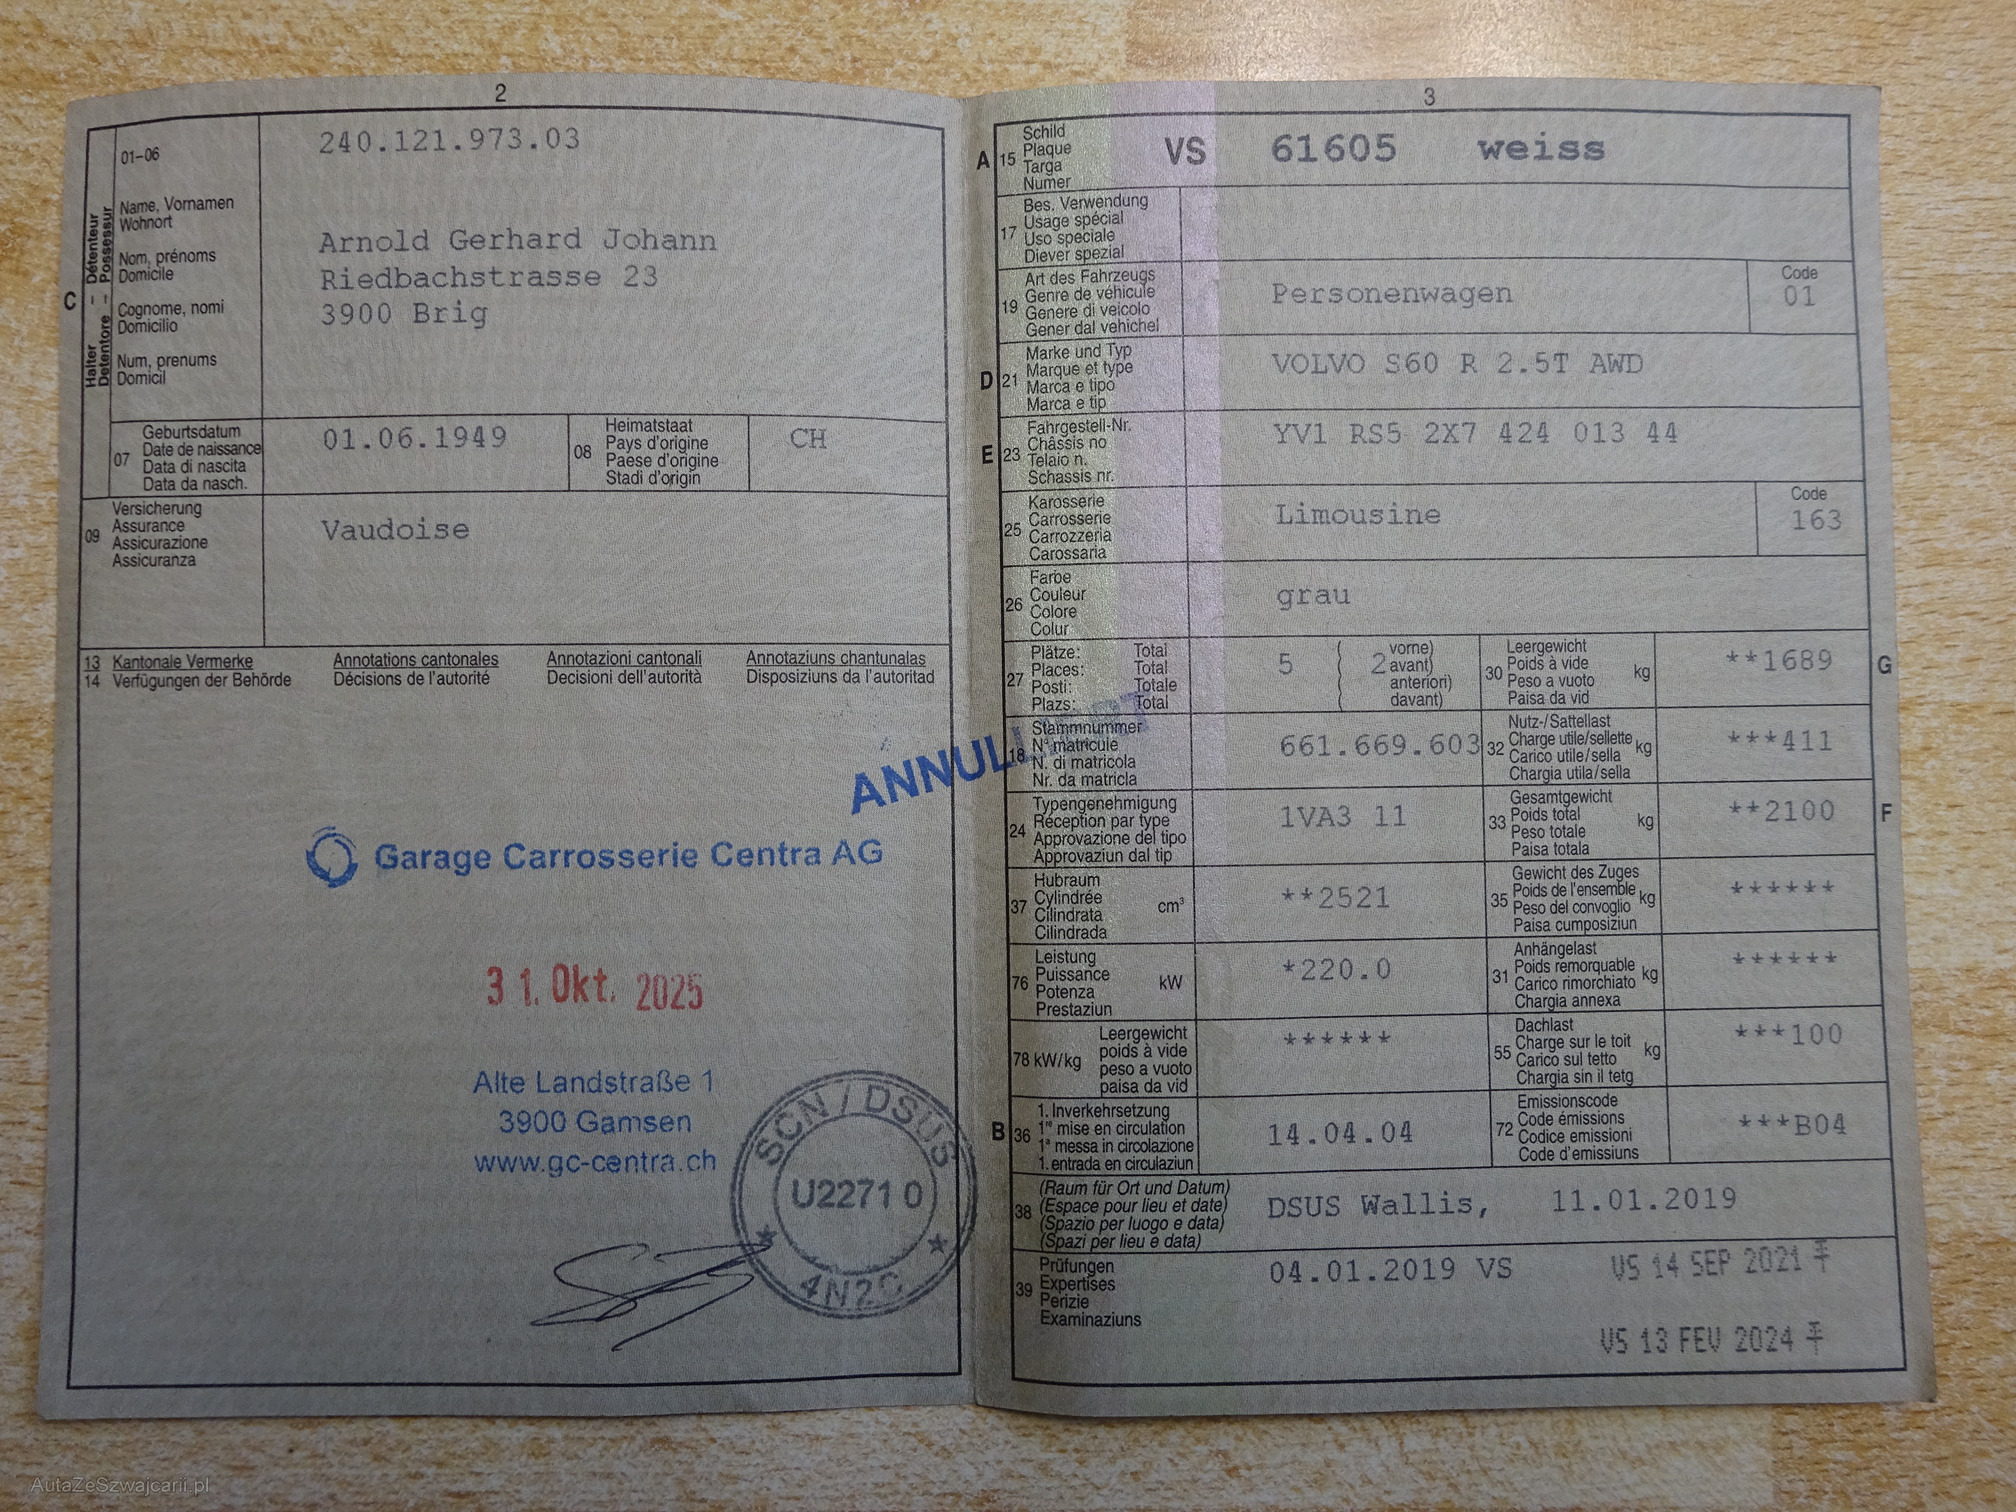 2
01-06
240.121.973.03
C
Halter – Détenteur
Detentore – Possessur
Name, Vornamen
Wohnort
Nom, prénoms
Domicile
Cognome, nomi
Domicilio
Num, prenums
Domicil
Arnold Gerhard Johann
Riedbachstrasse 23
3900 Brig
07
Geburtsdatum
Date de naissance
Data di nascita
Data da nasch.
01.06.1949
08
Heimatstaat
Pays d'origine
Paese d'origine
Stadi d'origin
CH
09
Versicherung
Assurance
Assicurazione
Assicuranza
Vaudoise
13 Kantonale Vermerke Annotations cantonales Annotazioni cantonali Annotaziuns chantunalas
14 Verfügungen der Behörde Décisions de l'autorité Decisioni dell'autorità Disposiziuns da l'autoritad
Garage Carrosserie Centra AG
31. Okt. 2025
Alte Landstraße 1
3900 Gamsen
www.gc-centra.ch
SCN / DSUS
U22710
4N2C
3
A 15
Schild
Plaque
Targa
Numer
VS 61605 weiss
17
Bes. Verwendung
Usage spécial
Uso speciale
Diever spezial
19
Art des Fahrzeugs
Genre de véhicule
Genere di veicolo
Gener dal vehichel
Personenwagen
Code
01
D 21
Marke und Typ
Marque et type
Marca e tipo
Marca e tip
VOLVO S60 R 2.5T AWD
E 23
Fahrgestell-Nr.
Châssis no
Telaio n.
Schassis nr.
YV1 RS5 2X7 424 013 44
25
Karosserie
Carrosserie
Carrozzeria
Carossaria
Limousine
Code
163
26
Farbe
Couleur
Colore
Colur
grau
27
Plätze: Total
Places: Total
Posti: Totale
Plazs: Total
5 ( 2
vorne)
avant)
anteriori)
davant)
30
Leergewicht
Poids à vide
Peso a vuoto
Paisa da vid
kg
**1689
G
18
Stammnummer
N° matricule
N. di matricola
Nr. da matricla
661.669.603
32
Nutz-/Sattellast
Charge utile/sellette
Carico utile/sella
Chargia utila/sella
kg
***411
24
Typengenehmigung
Réception par type
Approvazione del tipo
Approvaziun dal tip
1VA3 11
33
Gesamtgewicht
Poids total
Peso totale
Paisa totala
kg
**2100
F
37
Hubraum
Cylindrée
Cilindrata
Cilindrada
cm³
**2521
35
Gewicht des Zuges
Poids de l'ensemble
Peso del convoglio
Paisa cumposiziun
kg
******
76
Leistung
Puissance
Potenza
Prestaziun
kW
*220.0
31
Anhängelast
Poids remorquable
Carico rimorchiato
Chargia annexa
kg
******
78 kW/kg
Leergewicht
poids à vide
peso a vuoto
paisa da vid
******
55
Dachlast
Charge sur le toit
Carico sul tetto
Chargia sin il tetg
kg
***100
B 36
1. Inverkehrsetzung
1re mise en circulation
1a messa in circolazione
1. entrada en circulaziun
14.04.04
72
Emissionscode
Code émissions
Codice emissioni
Code d'emissiuns
***B04
38
(Raum für Ort und Datum)
(Espace pour lieu et date)
(Spazio per luogo e data)
(Spazi per lieu e data)
DSUS Wallis, 11.01.2019
39
Prüfungen
Expertises
Perizie
Examinaziuns
04.01.2019 VS
VS 14 SEP 2021
VS 13 FEV 2024
AutaZeSzwajcarii.pl